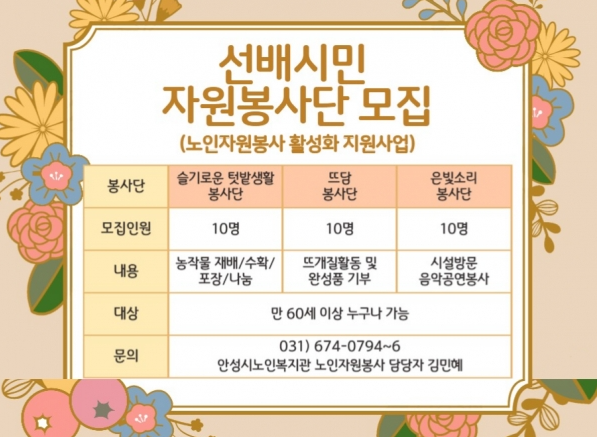 선배시민
자원봉사단 모집
(노인자원봉사 활성화 지원사업)
봉사단
슬기로운 텃밭생활
봉사단
뜨담
봉사단
은빛소리
봉사단
모집인원
10명
10명
10명
내용
농작물 재배/수확/
포장/나눔
뜨개질활동 및
완성품 기부
시설방문
음악공연봉사
대상
만 60세 이상 누구나 가능
문의
031) 674-0794~6
안성시노인복지관 노인자원봉사 담당자 김민혜